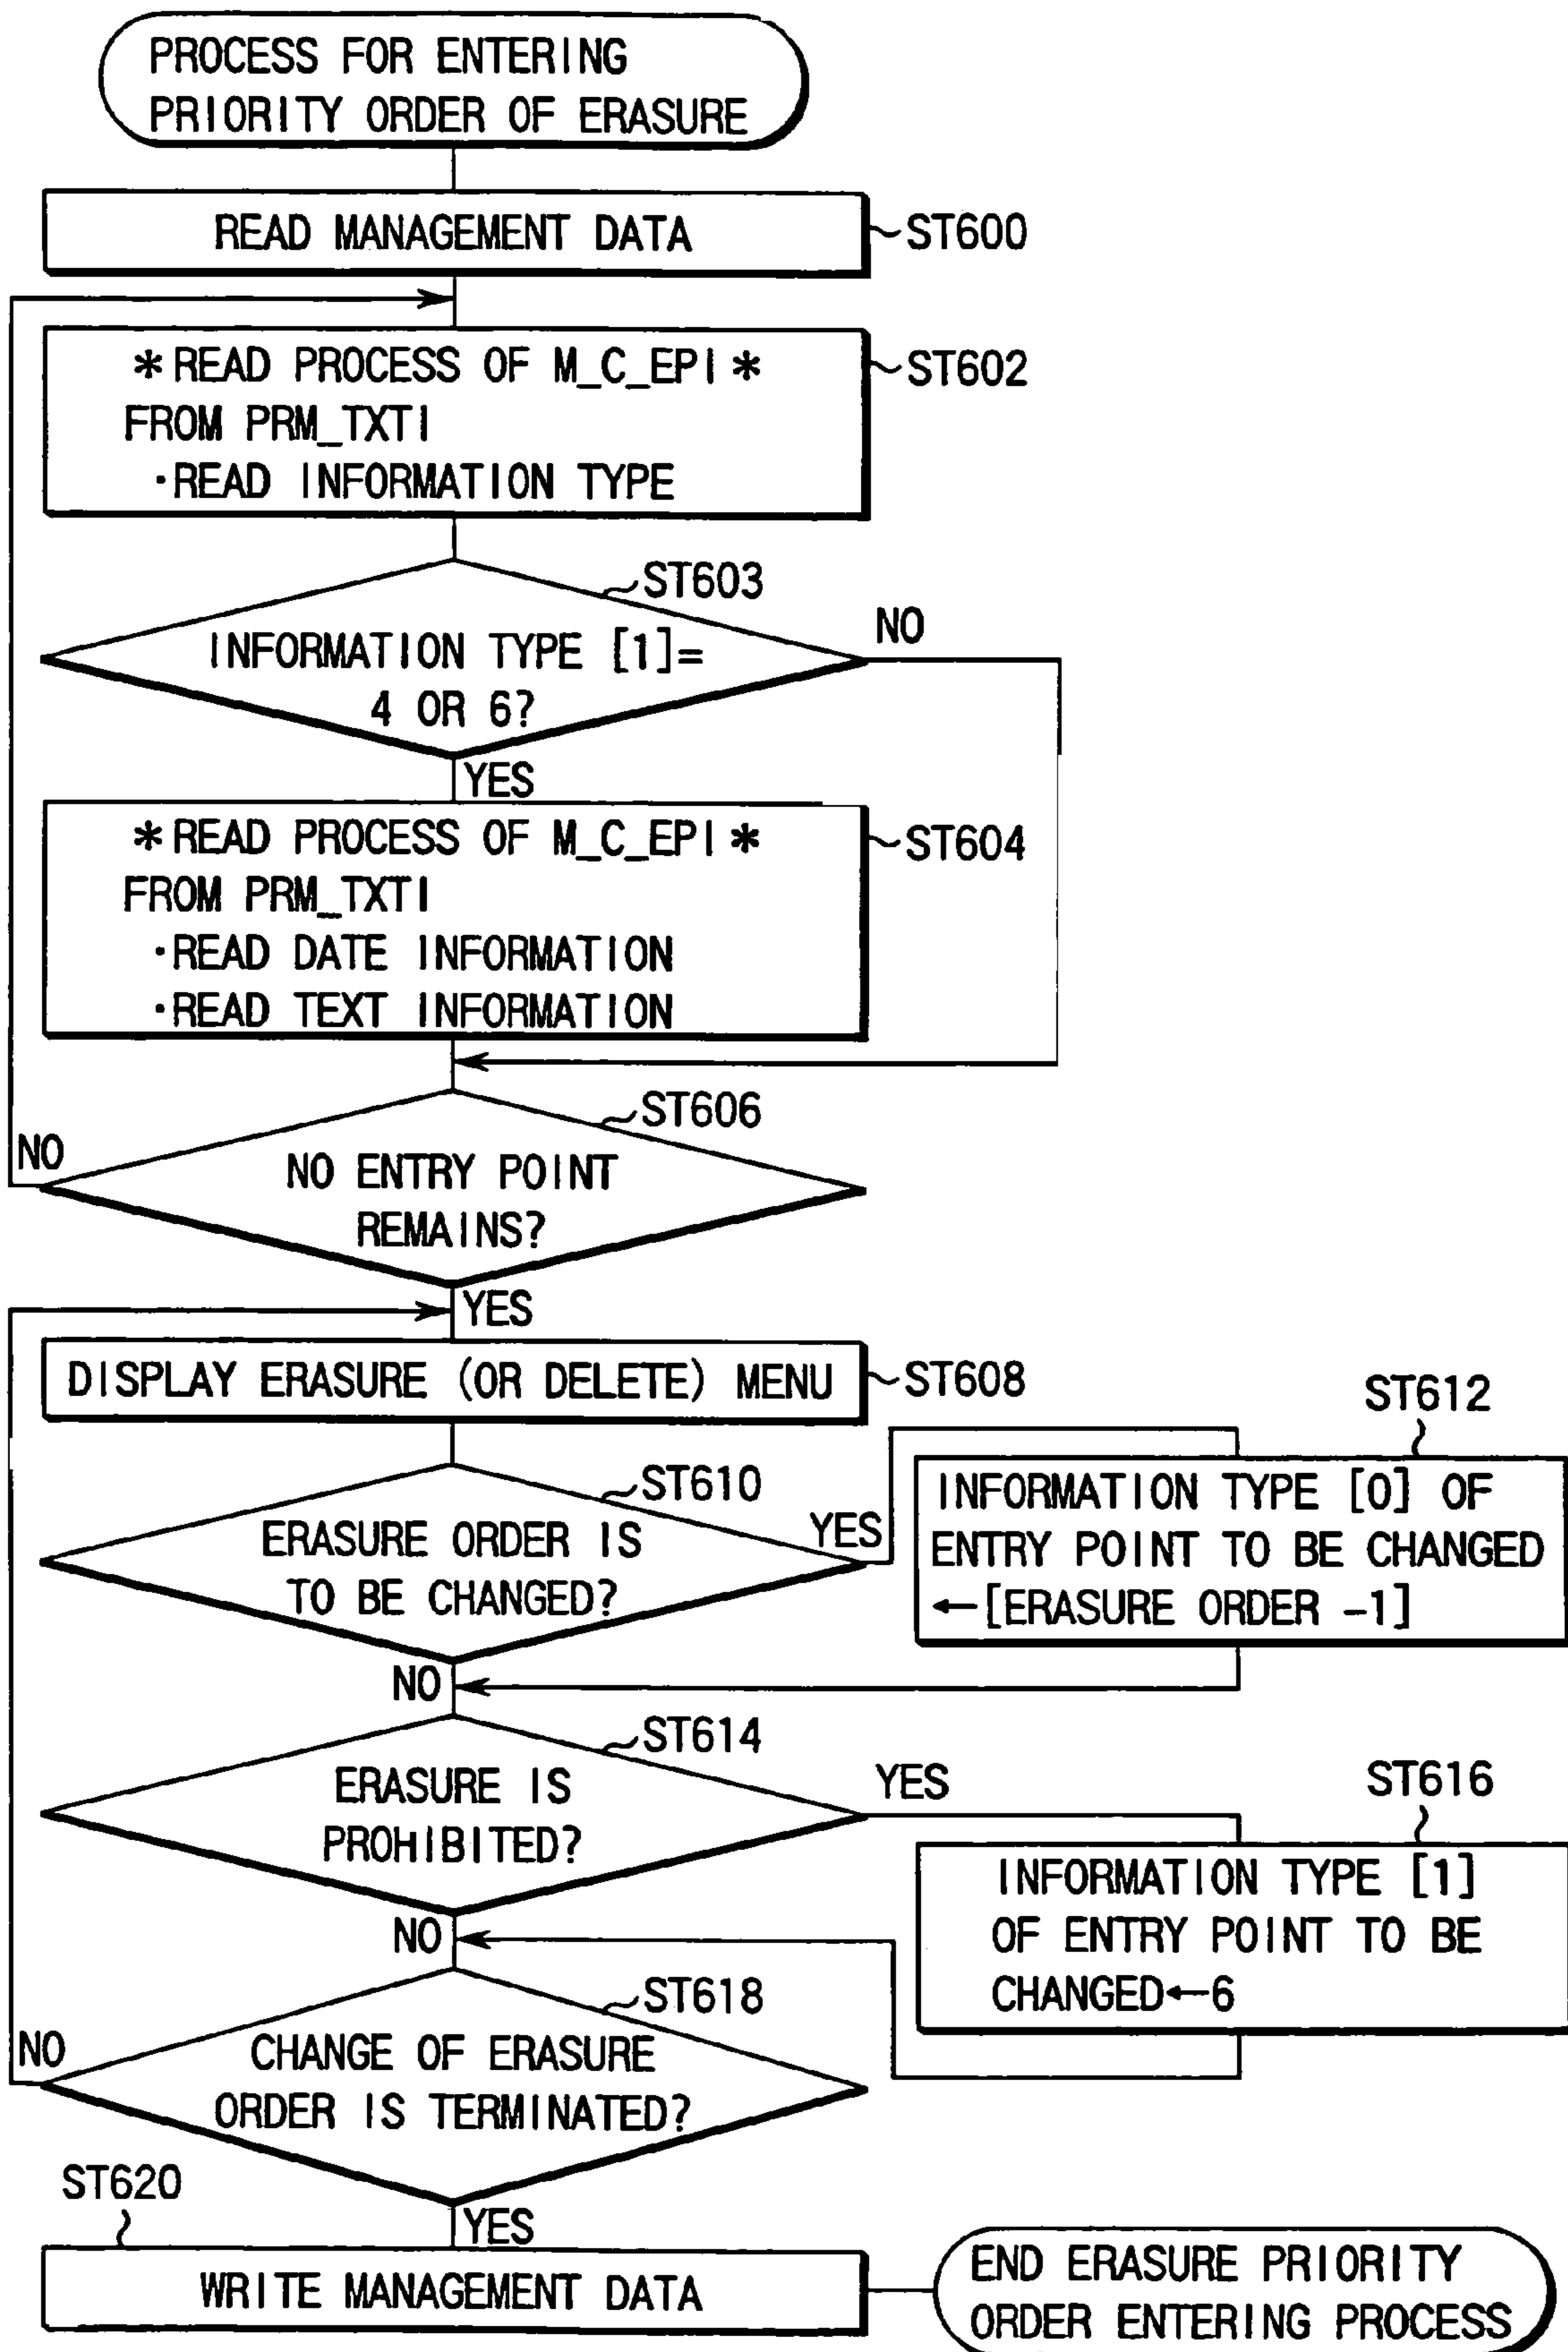 PROCESS FOR ENTERING
PRIORITY ORDER OF ERASURE
READ MANAGEMENT DATA
ST600
*READ PROCESS OF M_C_EPI*
FROM PRM_TXTI
·READ INFORMATION TYPE
ST602
ST603
INFORMATION TYPE [1]=
4 OR 6?
NO
YES
*READ PROCESS OF M_C_EPI*
FROM PRM_TXTI
·READ DATE INFORMATION
·READ TEXT INFORMATION
ST604
ST606
NO
NO ENTRY POINT
REMAINS?
YES
DISPLAY ERASURE (OR DELETE) MENU
ST608
ST610
ERASURE ORDER IS
TO BE CHANGED?
YES
ST612
INFORMATION TYPE [0] OF
ENTRY POINT TO BE CHANGED
←[ERASURE ORDER -1]
NO
ST614
ERASURE IS
PROHIBITED?
YES
ST616
INFORMATION TYPE [1]
OF ENTRY POINT TO BE
CHANGED←6
NO
ST618
NO
CHANGE OF ERASURE
ORDER IS TERMINATED?
YES
ST620
WRITE MANAGEMENT DATA
END ERASURE PRIORITY
ORDER ENTERING PROCESS